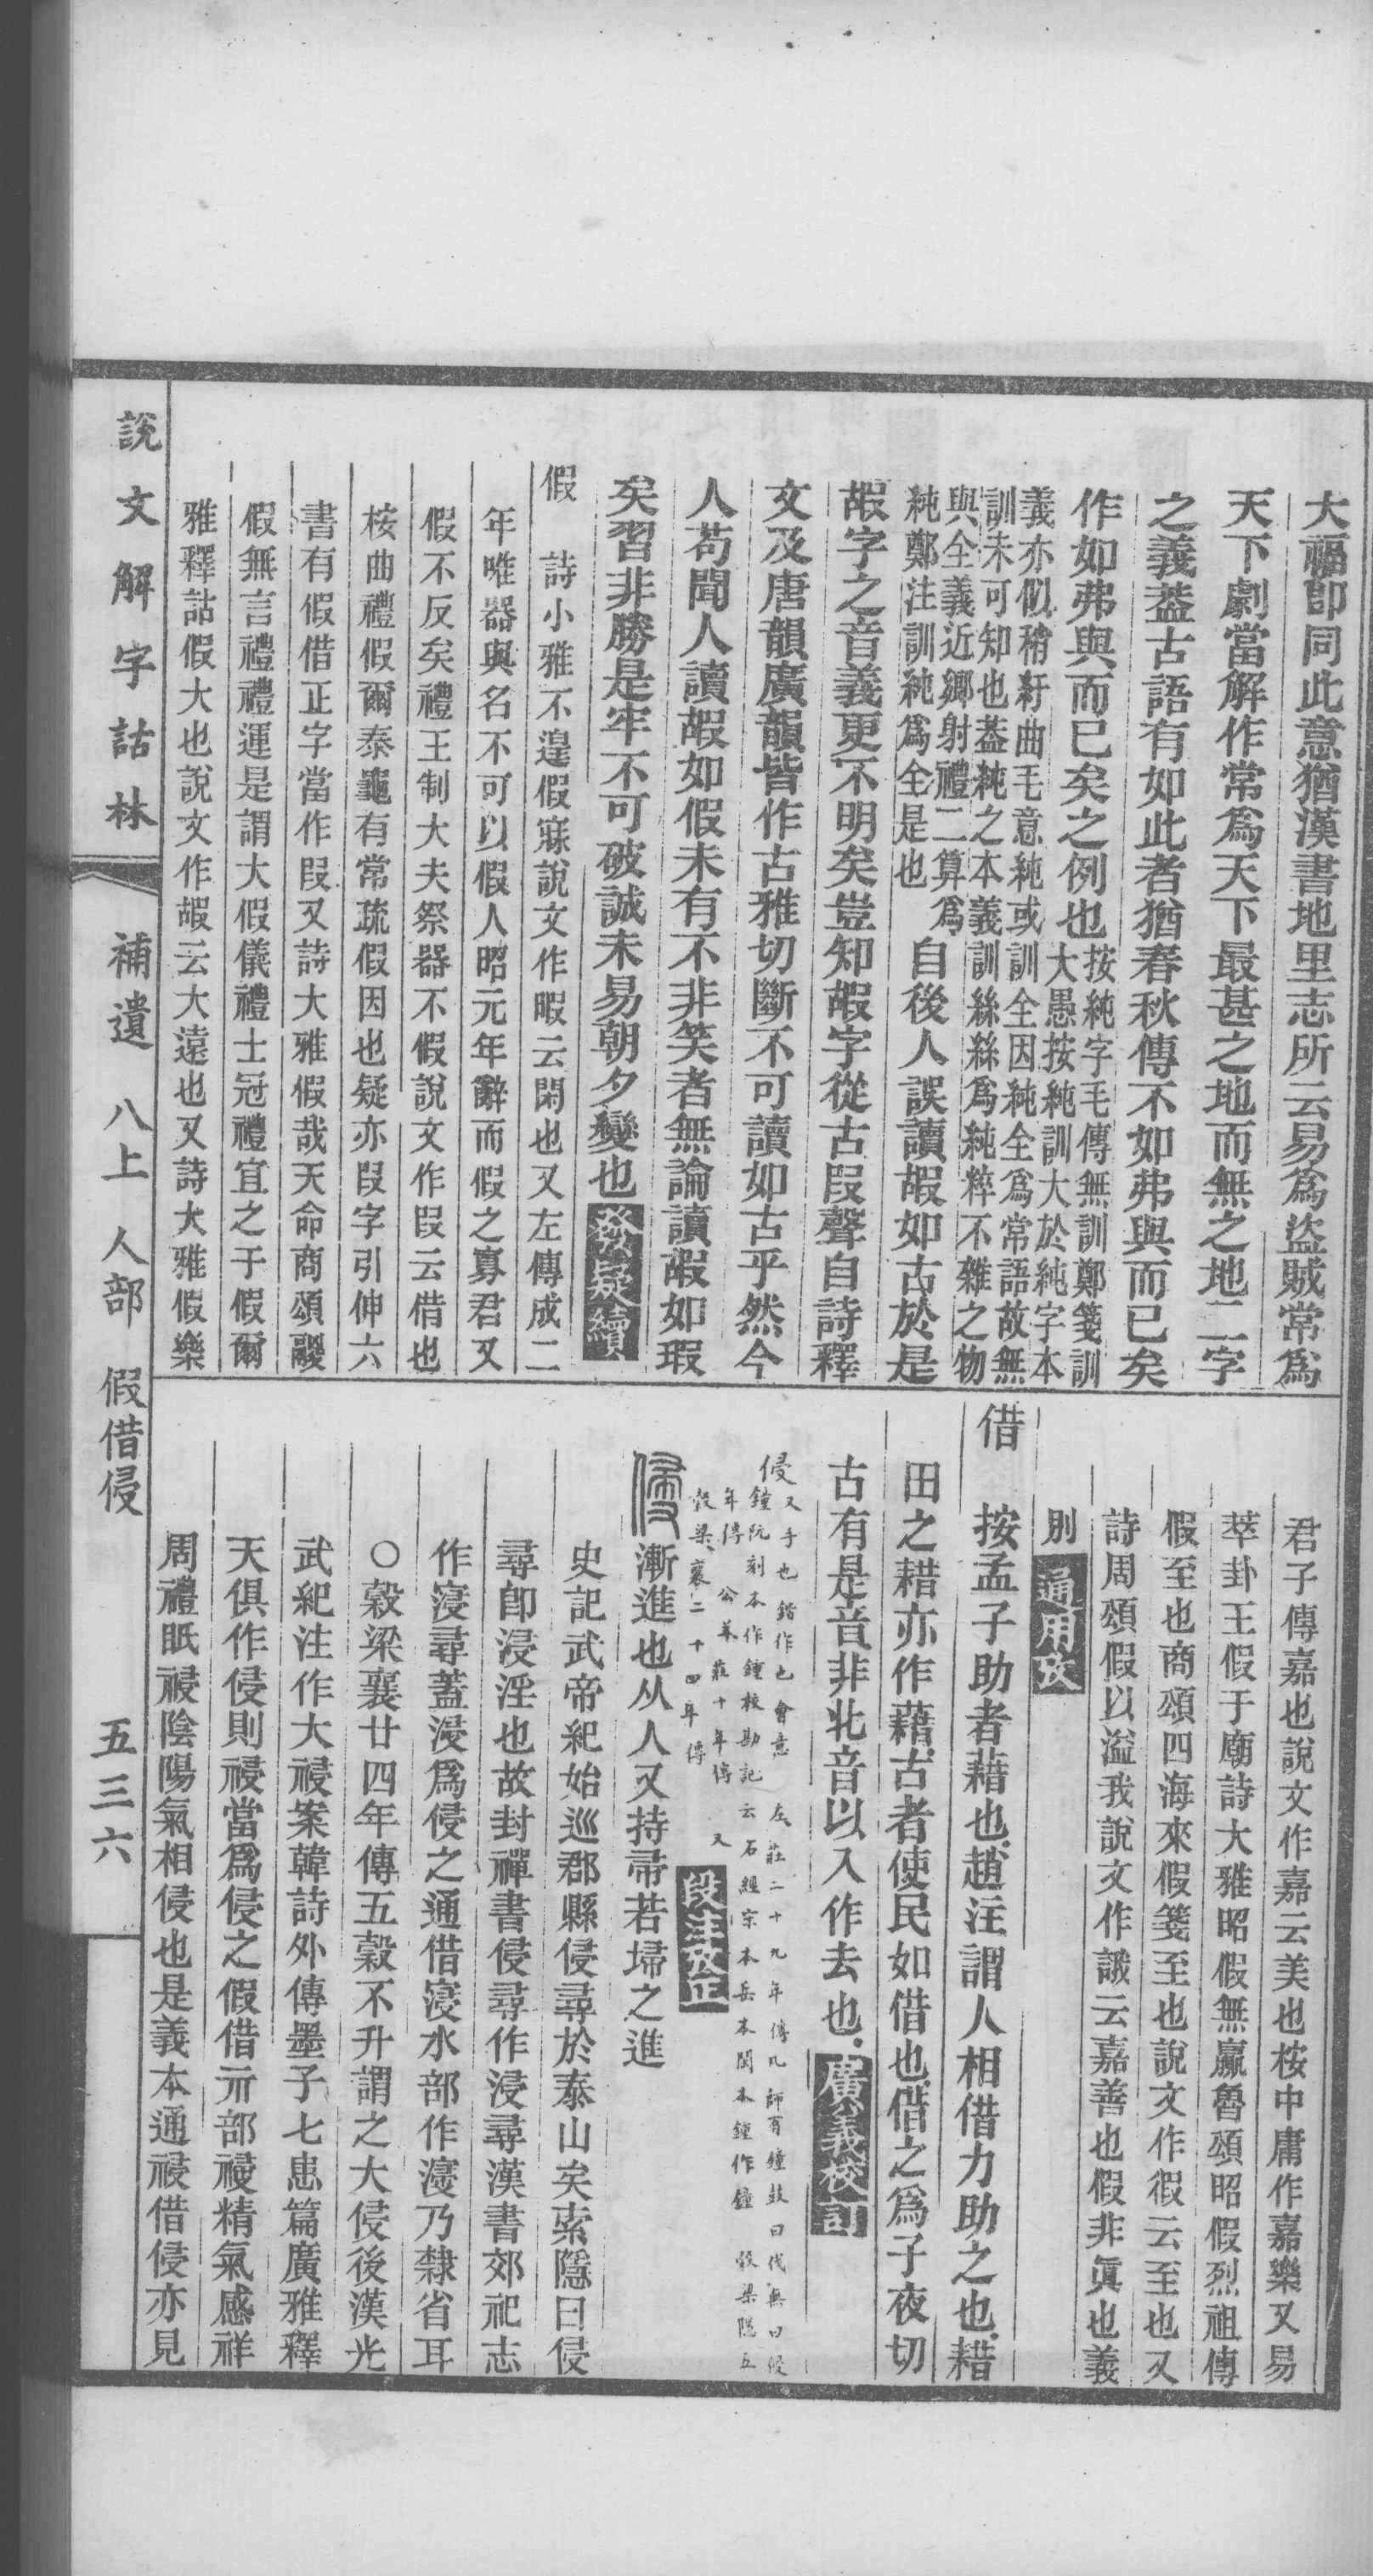 大福卽同此意猶漢書地里志所云易爲盜賊常爲
天下劇當解作常爲天下最甚之地而無之地二字
之義葢古語有如此者猶春秋傳不如弗與而已矣
作如弗與而已矣之例也按純字毛傳無訓鄭箋訓
大愚按純訓大於純字本
義亦似稍紆曲毛意純或訓全因純全爲常語故無
訓未可知也葢純之本義訓絲絲爲純粹不雜之物
與全義近鄉射禮二算爲
純鄭注訓純爲全是也
自後人誤讀嘏如古於是
嘏字之音義更不明矣豈知嘏字從古叚聲自詩釋
文及唐韻廣韻皆作古雅切斷不可讀如古乎然今
人苟聞人讀嘏如假未有不非笑者無論讀嘏如瑕
矣習非勝是牢不可破誠未易朝夕變也
假　詩小雅不遑假寐說文作暇云閑也又左傳成二
年唯器與名不可以假人昭元年辭而假之寡君又
假不反矣禮王制大夫祭器不假說文作叚云借也
桉曲禮假爾泰龜有常疏假因也疑亦叚字引伸六
書有假借正字當作叚又詩大雅假哉天命商頌鬷
假無言禮禮運是謂大假儀禮士冠禮宜之于假爾
雅釋詁假大也說文作嘏云大遠也又詩大雅假樂
君子傳嘉也說文作嘉云美也桉中庸作嘉樂又易
萃卦王假于廟詩大雅昭假無贏魯頌昭假烈祖傳
假至也商頌四海來假箋至也說文作徦云至也又
詩周頌假以溢我說文作誐云嘉善也假非眞也義
別 通用文
借　按孟子助者藉也趙注謂人相借力助之也耤
田之耤亦作藉古者使民如借也借之爲子夜切
古有是音非北音以入作去也 廣義校訂
侵 又手也鍇作也會意 左莊二十九年傳凡師有鐘鼓曰伐無曰侵
鐘阮刻本作鍾校勘記云石經宋本岳本閩本鍾作鐘 穀梁隱五
年傳 公羊莊十年傳 又
穀梁襄二十四年傳
段注攷正
漸進也从人又持帚若埽之進
史記武帝紀始巡郡縣侵尋於泰山矣索隱曰侵
尋卽浸淫也故封禪書侵尋作浸尋漢書郊祀志
作寖尋蓋浸爲侵之通借寖水部作濅乃隸省耳
○穀梁襄廿四年傳五穀不升謂之大侵後漢光
武紀注作大祲案韓詩外傳墨子七患篇廣雅釋
天俱作侵則祲當爲侵之假借示部祲精氣感祥
周禮眡祲陰陽氣相侵也是義本通祲借侵亦見
說文解字詁林 補遺 八上 人部 假借侵 五三六